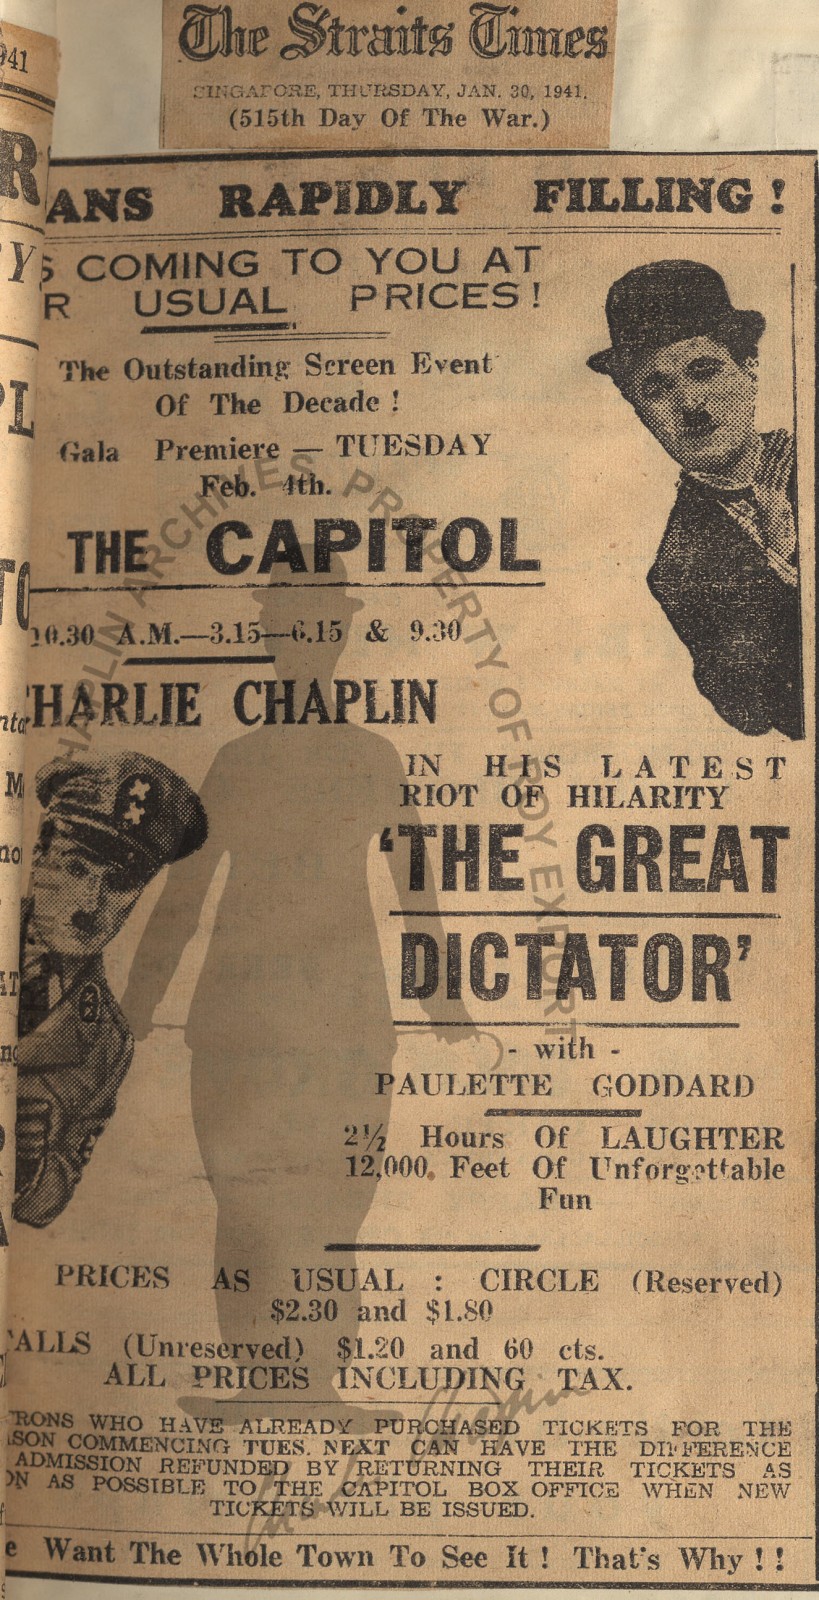 The Straits Times
SINGAPORE, THURSDAY, JAN. 30, 1941.
(515th Day Of The War.)
941
ANS RAPIDLY FILLING !
S COMING TO YOU AT
R USUAL PRICES !
The Outstanding Screen Event
Of The Decade !
Gala Premiere — TUESDAY
Feb. 4th.
THE CAPITOL
10.30 A.M.—3.15—6.15 & 9.30
HARLIE CHAPLIN
IN HIS LATEST
RIOT OF HILARITY
'THE GREAT
DICTATOR'
- with -
PAULETTE GODDARD
2½ Hours Of LAUGHTER
12,000 Feet Of Unforgettable
Fun
PRICES AS USUAL : CIRCLE (Reserved)
$2.30 and $1.80
ALLS (Unreserved) $1.20 and 60 cts.
ALL PRICES INCLUDING TAX.
TRONS WHO HAVE ALREADY PURCHASED TICKETS FOR THE
SON COMMENCING TUES. NEXT CAN HAVE THE DIFFERENCE
ADMISSION REFUNDED BY RETURNING THEIR TICKETS AS
ON AS POSSIBLE TO THE CAPITOL BOX OFFICE WHEN NEW
TICKETS WILL BE ISSUED.
e Want The Whole Town To See It ! That's Why ! !
CHAPLIN ARCHIVES PROPERTY OF ROY EXPORT